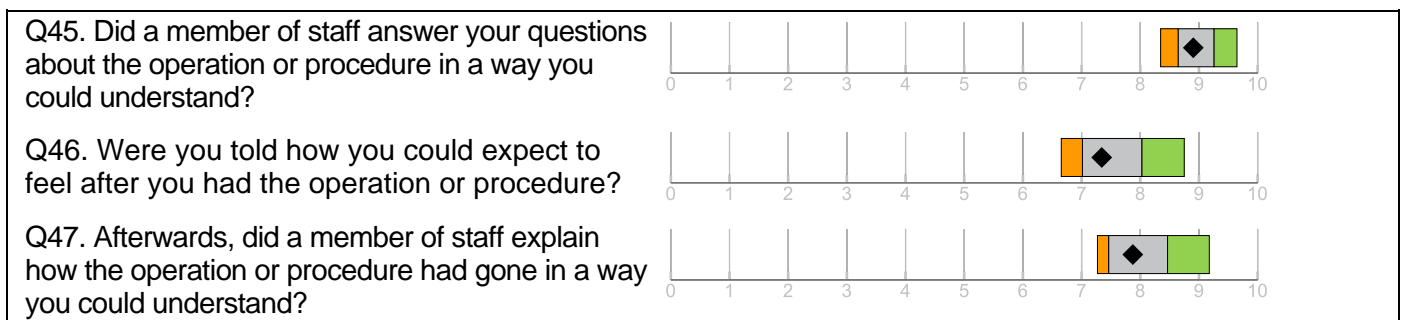 Q45. Did a member of staff answer your questions
about the operation or procedure in a way you
could understand?
0 1 2 3 4 5 6 7 8 9 10
Q46. Were you told how you could expect to
feel after you had the operation or procedure?
0 1 2 3 4 5 6 7 8 9 10
Q47. Afterwards, did a member of staff explain
how the operation or procedure had gone in a way
you could understand?
0 1 2 3 4 5 6 7 8 9 10